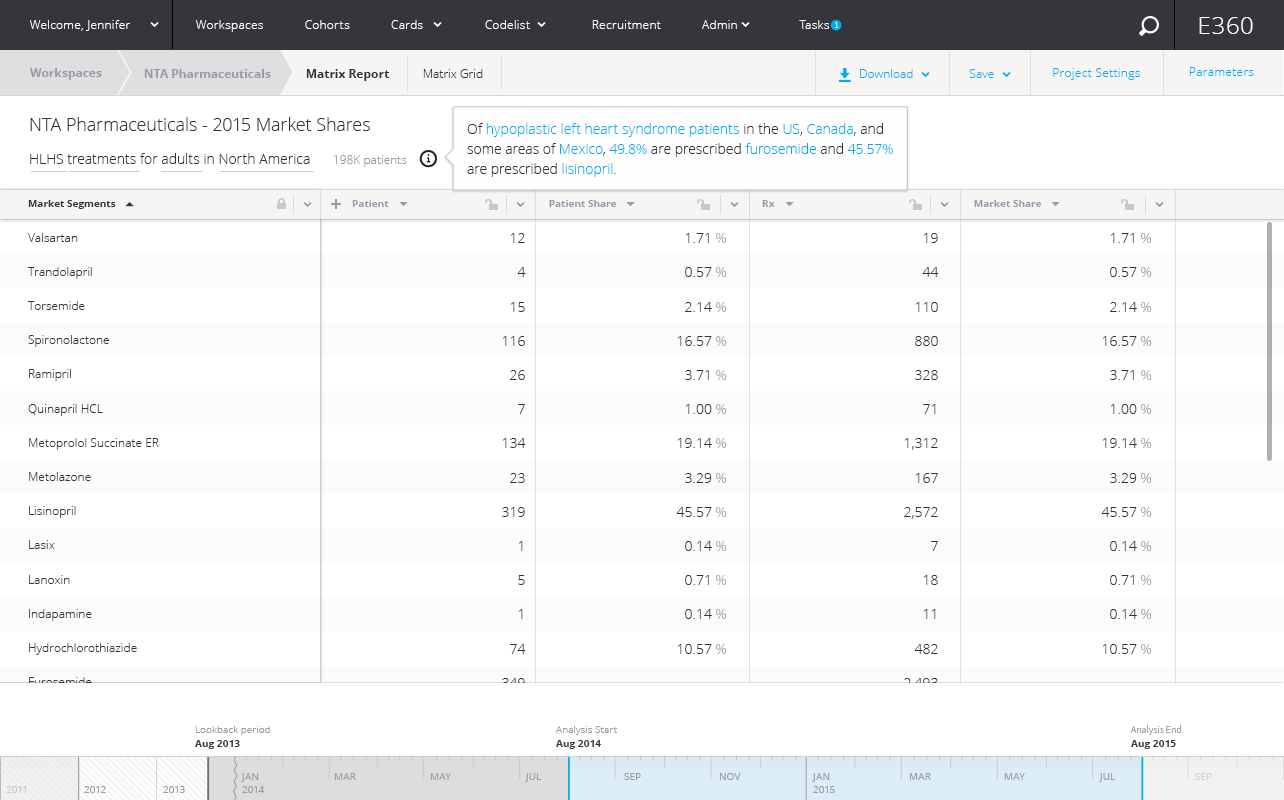 Welcome, Jennifer Workspaces Cohorts Cards Codelist Recruitment Admin Tasks 1 E360
Workspaces NTA Pharmaceuticals Matrix Report Matrix Grid Download Save Project Settings Parameters
NTA Pharmaceuticals - 2015 Market Shares
HLHS treatments for adults in North America 198K patients
Of hypoplastic left heart syndrome patients in the US, Canada, and
some areas of Mexico, 49.8% are prescribed furosemide and 45.57%
are prescribed lisinopril.
Market Segments Patient Patient Share Rx Market Share
Valsartan 12 1.71 % 19 1.71 %
Trandolapril 4 0.57 % 44 0.57 %
Torsemide 15 2.14 % 110 2.14 %
Spironolactone 116 16.57 % 880 16.57 %
Ramipril 26 3.71 % 328 3.71 %
Quinapril HCL 7 1.00 % 71 1.00 %
Metoprolol Succinate ER 134 19.14 % 1,312 19.14 %
Metolazone 23 3.29 % 167 3.29 %
Lisinopril 319 45.57 % 2,572 45.57 %
Lasix 1 0.14 % 7 0.14 %
Lanoxin 5 0.71 % 18 0.71 %
Indapamine 1 0.14 % 11 0.14 %
Hydrochlorothiazide 74 10.57 % 482 10.57 %
Furosemide 349 2,493
Lookback period Analysis Start Analysis End
Aug 2013 Aug 2014 Aug 2015
JAN MAR MAY JUL SEP NOV JAN MAR MAY JUL SEP
2011 2012 2013 2014 2015